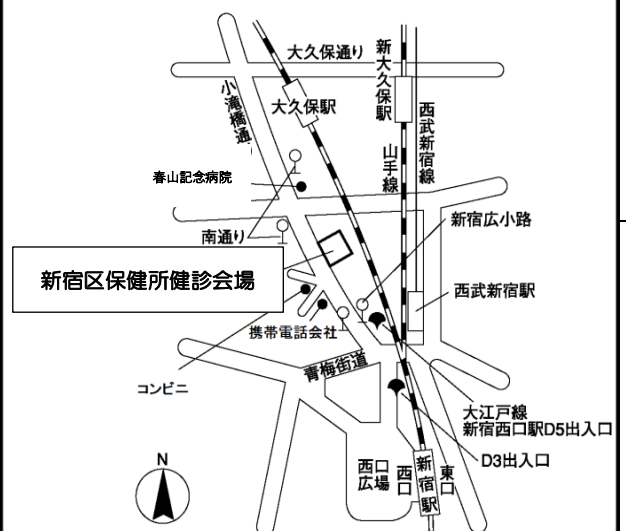 大久保通り
新大久保駅
小滝橋通
大久保駅
西武新宿線
山手線
春山記念病院
新宿広小路
南通り
新宿区保健所健診会場
西武新宿駅
携帯電話会社
青梅街道
コンビニ
大江戸線
新宿西口駅D5出入口
D3出入口
N
西口
広場
西口
新宿駅
東口